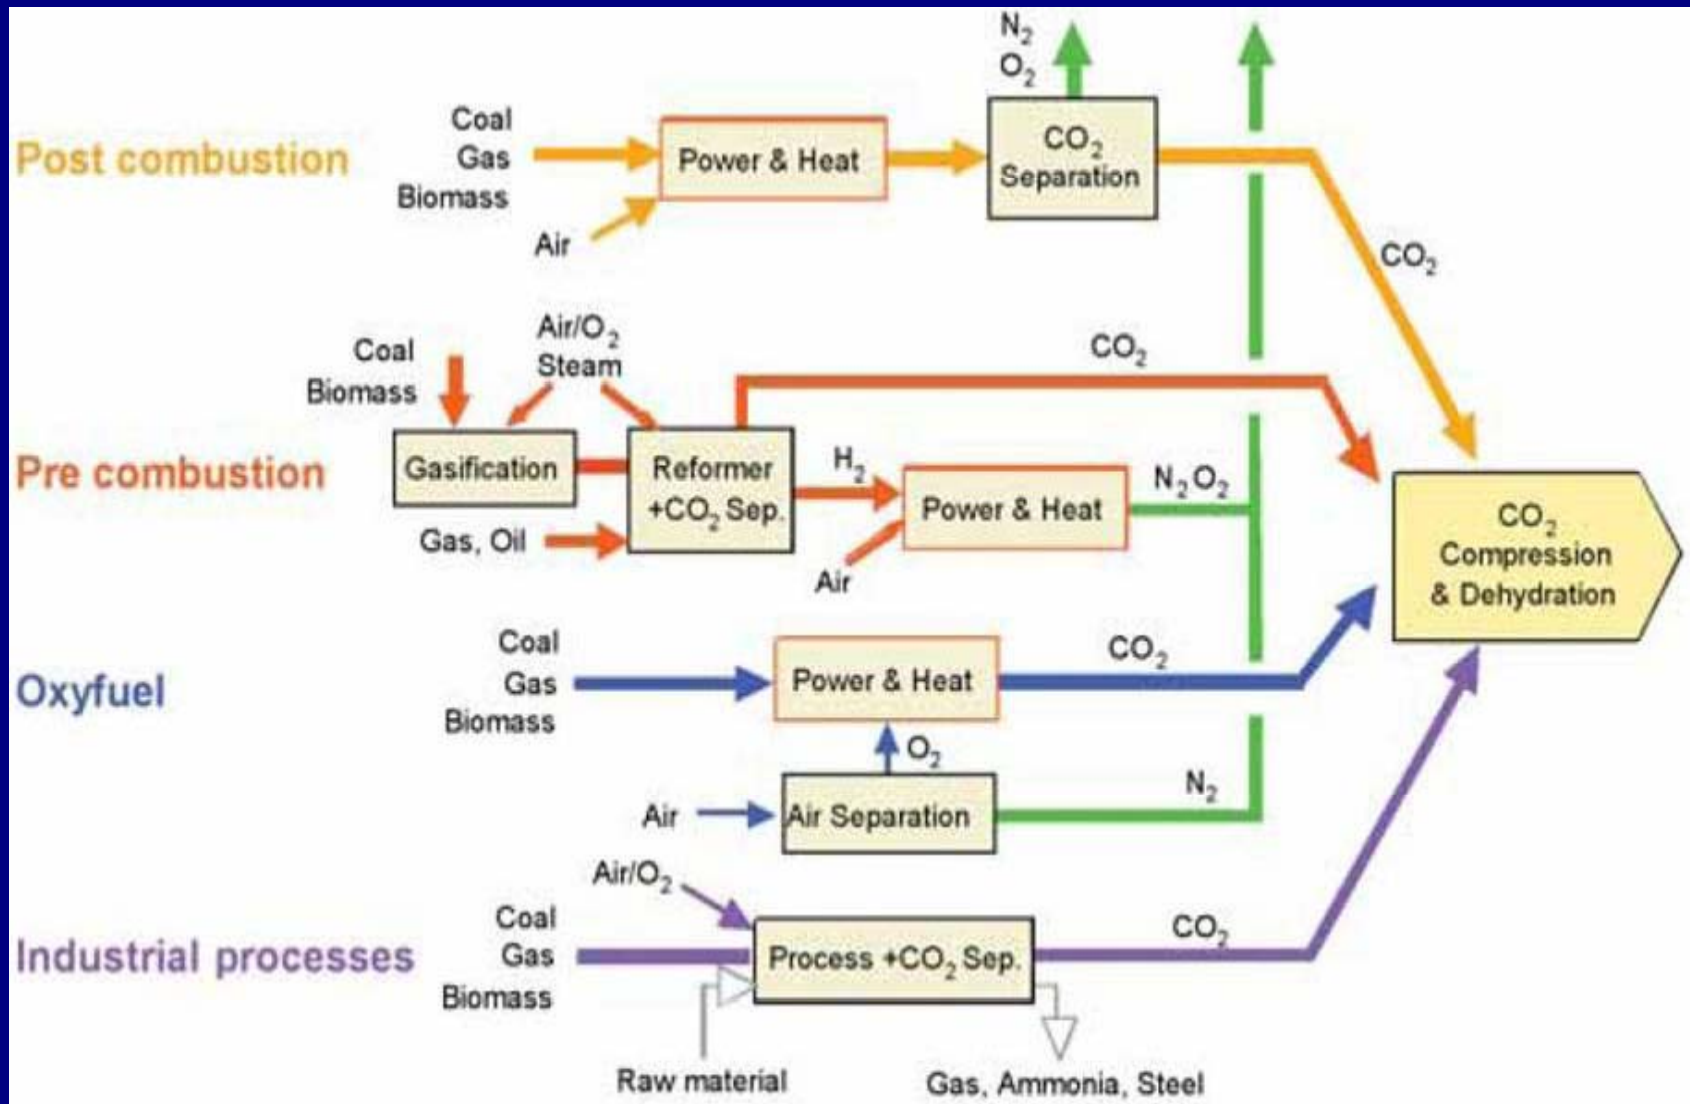 N₂
O₂
Coal
Gas
Biomass
Air
Post combustion
Power & Heat
CO₂
Separation
CO₂
Coal
Biomass
Air/O₂
Steam
CO₂
Pre combustion
Gasification
Gas, Oil
Reformer
+CO₂ Sep.
H₂
Air
Power & Heat
N₂O₂
CO₂
Compression
& Dehydration
Oxyfuel
Coal
Gas
Biomass
Power & Heat
CO₂
O₂
Air
Air Separation
N₂
Industrial processes
Air/O₂
Coal
Gas
Biomass
Process +CO₂ Sep.
CO₂
Raw material
Gas, Ammonia, Steel